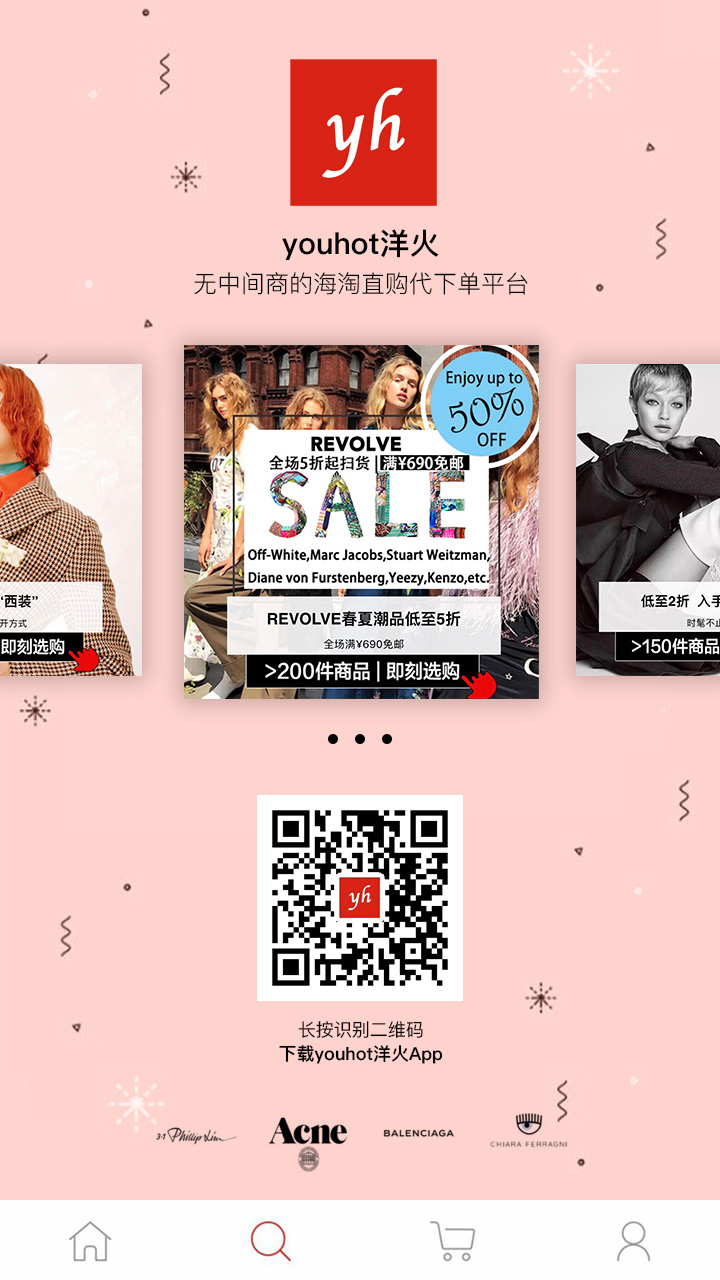 yh
youhot洋火
无中间商的海淘直购代下单平台
Enjoy up to
50%
OFF
REVOLVE
全场5折起扫货 | 满¥690免邮
SALE
Off-White,Marc Jacobs,Stuart Weitzman,
Diane von Furstenberg,Yeezy,Kenzo,etc.
“西装”
开方式
即刻选购
REVOLVE春夏潮品低至5折
全场满¥690免邮
>200件商品 | 即刻选购
低至2折 入手
时髦不止
>150件商品
yh
长按识别二维码
下载youhot洋火App
3.1 Phillip Lim
Acne
BALENCIAGA
CHIARA FERRAGNI